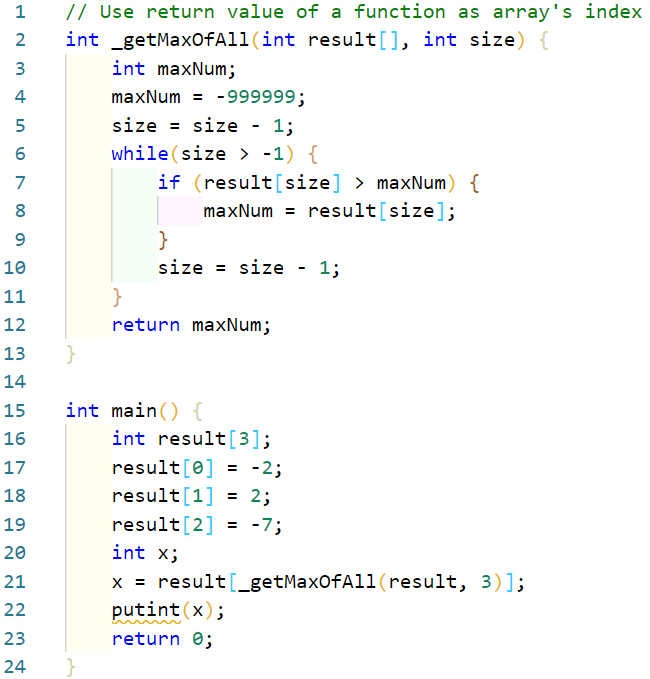 1 // Use return value of a function as array's index
2 int _getMaxOfAll(int result[], int size) {
3     int maxNum;
4     maxNum = -999999;
5     size = size - 1;
6     while(size > -1) {
7         if (result[size] > maxNum) {
8             maxNum = result[size];
9         }
10         size = size - 1;
11     }
12     return maxNum;
13 }
14
15 int main() {
16     int result[3];
17     result[0] = -2;
18     result[1] = 2;
19     result[2] = -7;
20     int x;
21     x = result[_getMaxOfAll(result, 3)];
22     putint(x);
23     return 0;
24 }